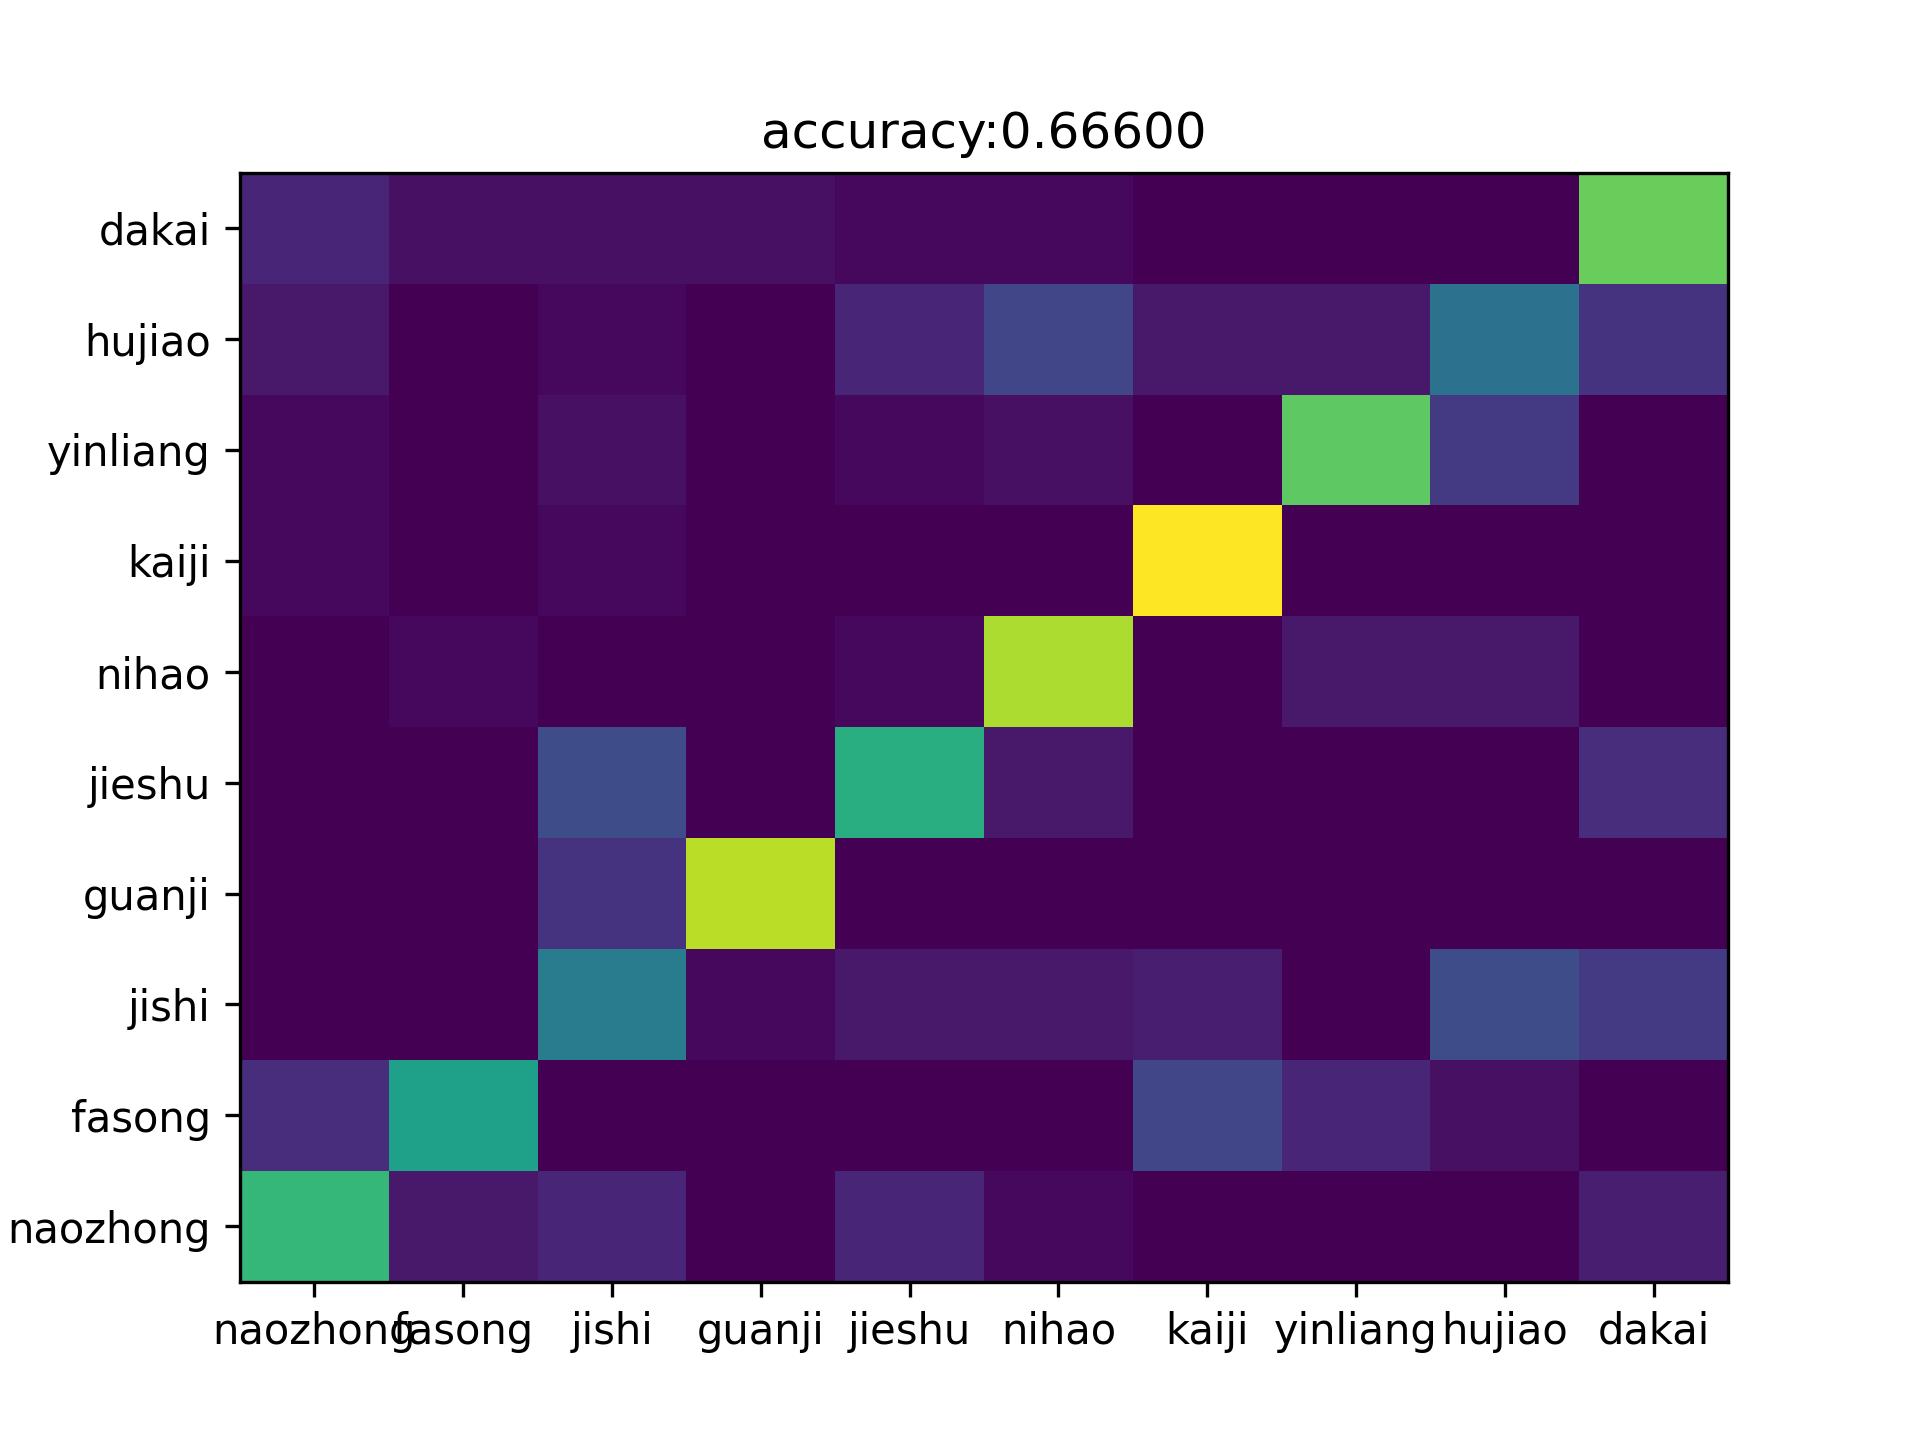 accuracy:0.66600
dakai
hujiao
yinliang
kaiji
nihao
jieshu
guanji
jishi
fasong
naozhong
naozhong fasong jishi guanji jieshu nihao kaiji yinliang hujiao dakai